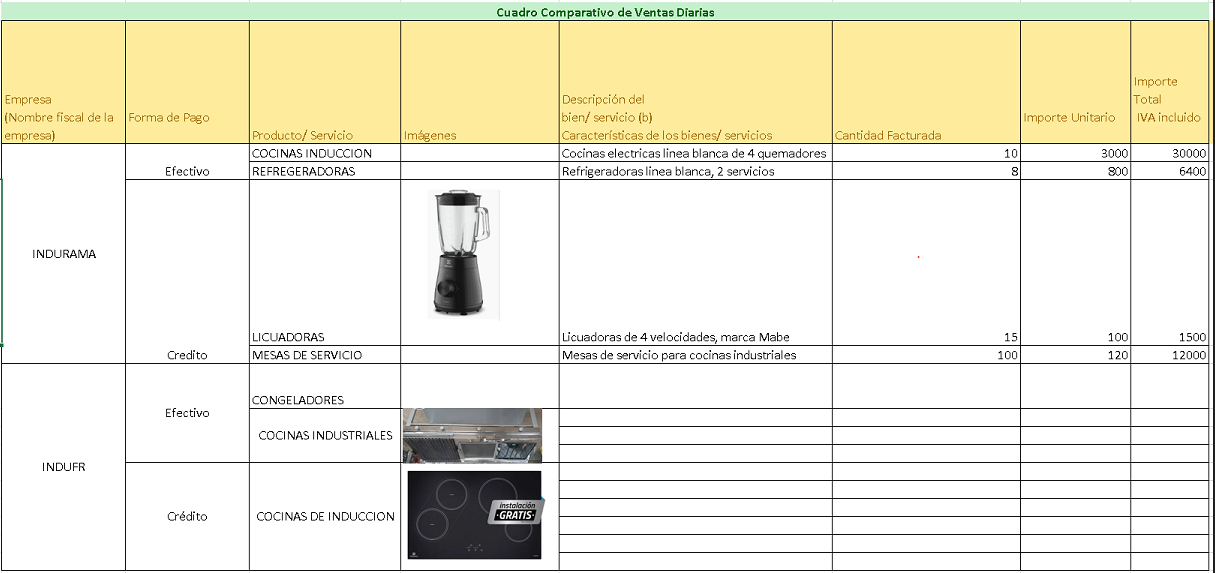 Cuadro Comparativo de Ventas Diarias
Empresa
(Nombre fiscal de la
empresa)
Forma de Pago
Producto/ Servicio
Imágenes
Descripción del
bien/ servicio (b)
Características de los bienes/ servicios
Cantidad Facturada
Importe Unitario
Importe
Total
IVA incluido
INDURAMA
Efectivo
COCINAS INDUCCION
Cocinas electricas linea blanca de 4 quemadores
10
3000
30000
REFREGERADORAS
Refrigeradoras linea blanca, 2 servicios
8
800
6400
Credito
LICUADORAS
Licuadoras de 4 velocidades, marca Mabe
15
100
1500
MESAS DE SERVICIO
Mesas de servicio para cocinas industriales
100
120
12000
INDUFR
Efectivo
CONGELADORES
COCINAS INDUSTRIALES
Crédito
COCINAS DE INDUCCION
instalación
·GRATIS·